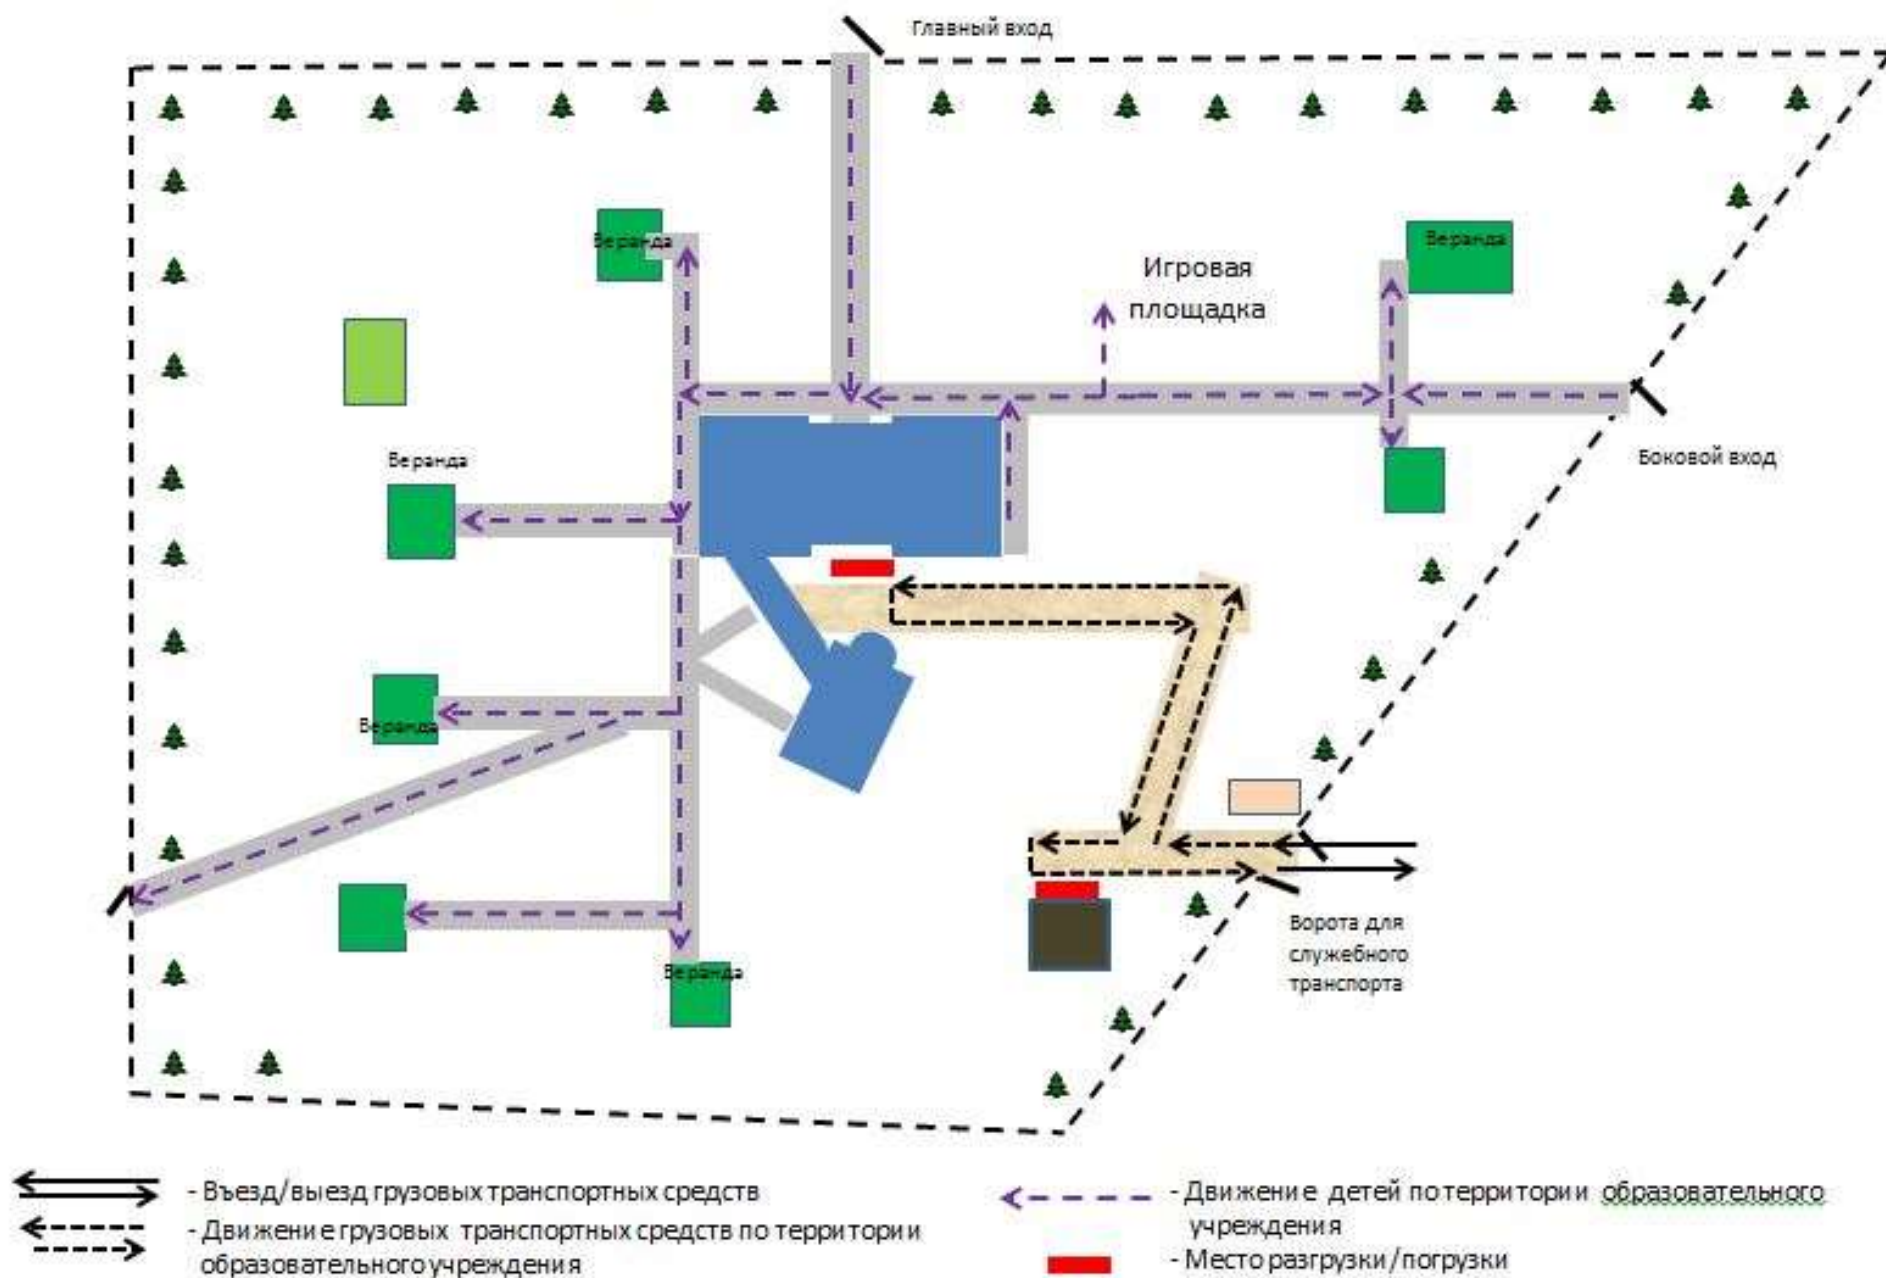 Главный вход
Веранда
Веранда
Игровая
площадка
Веранда
Боковой вход
Веранда
Ворота для
служебного
транспорта
Веранда
- Въезд/выезд грузовых транспортных средств
- Движение грузовых транспортных средств по территории
образовательного учреждения
- Движение детей по территории образовательного
учреждения
- Место разгрузки/погрузки